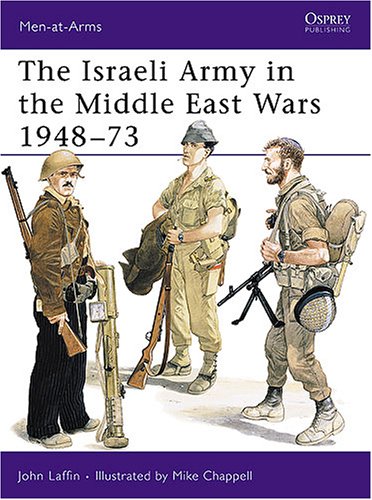 Men-at-Arms
OSPREY
PUBLISHING
The Israeli Army in
the Middle East Wars
1948–73
John Laffin • Illustrated by Mike Chappell